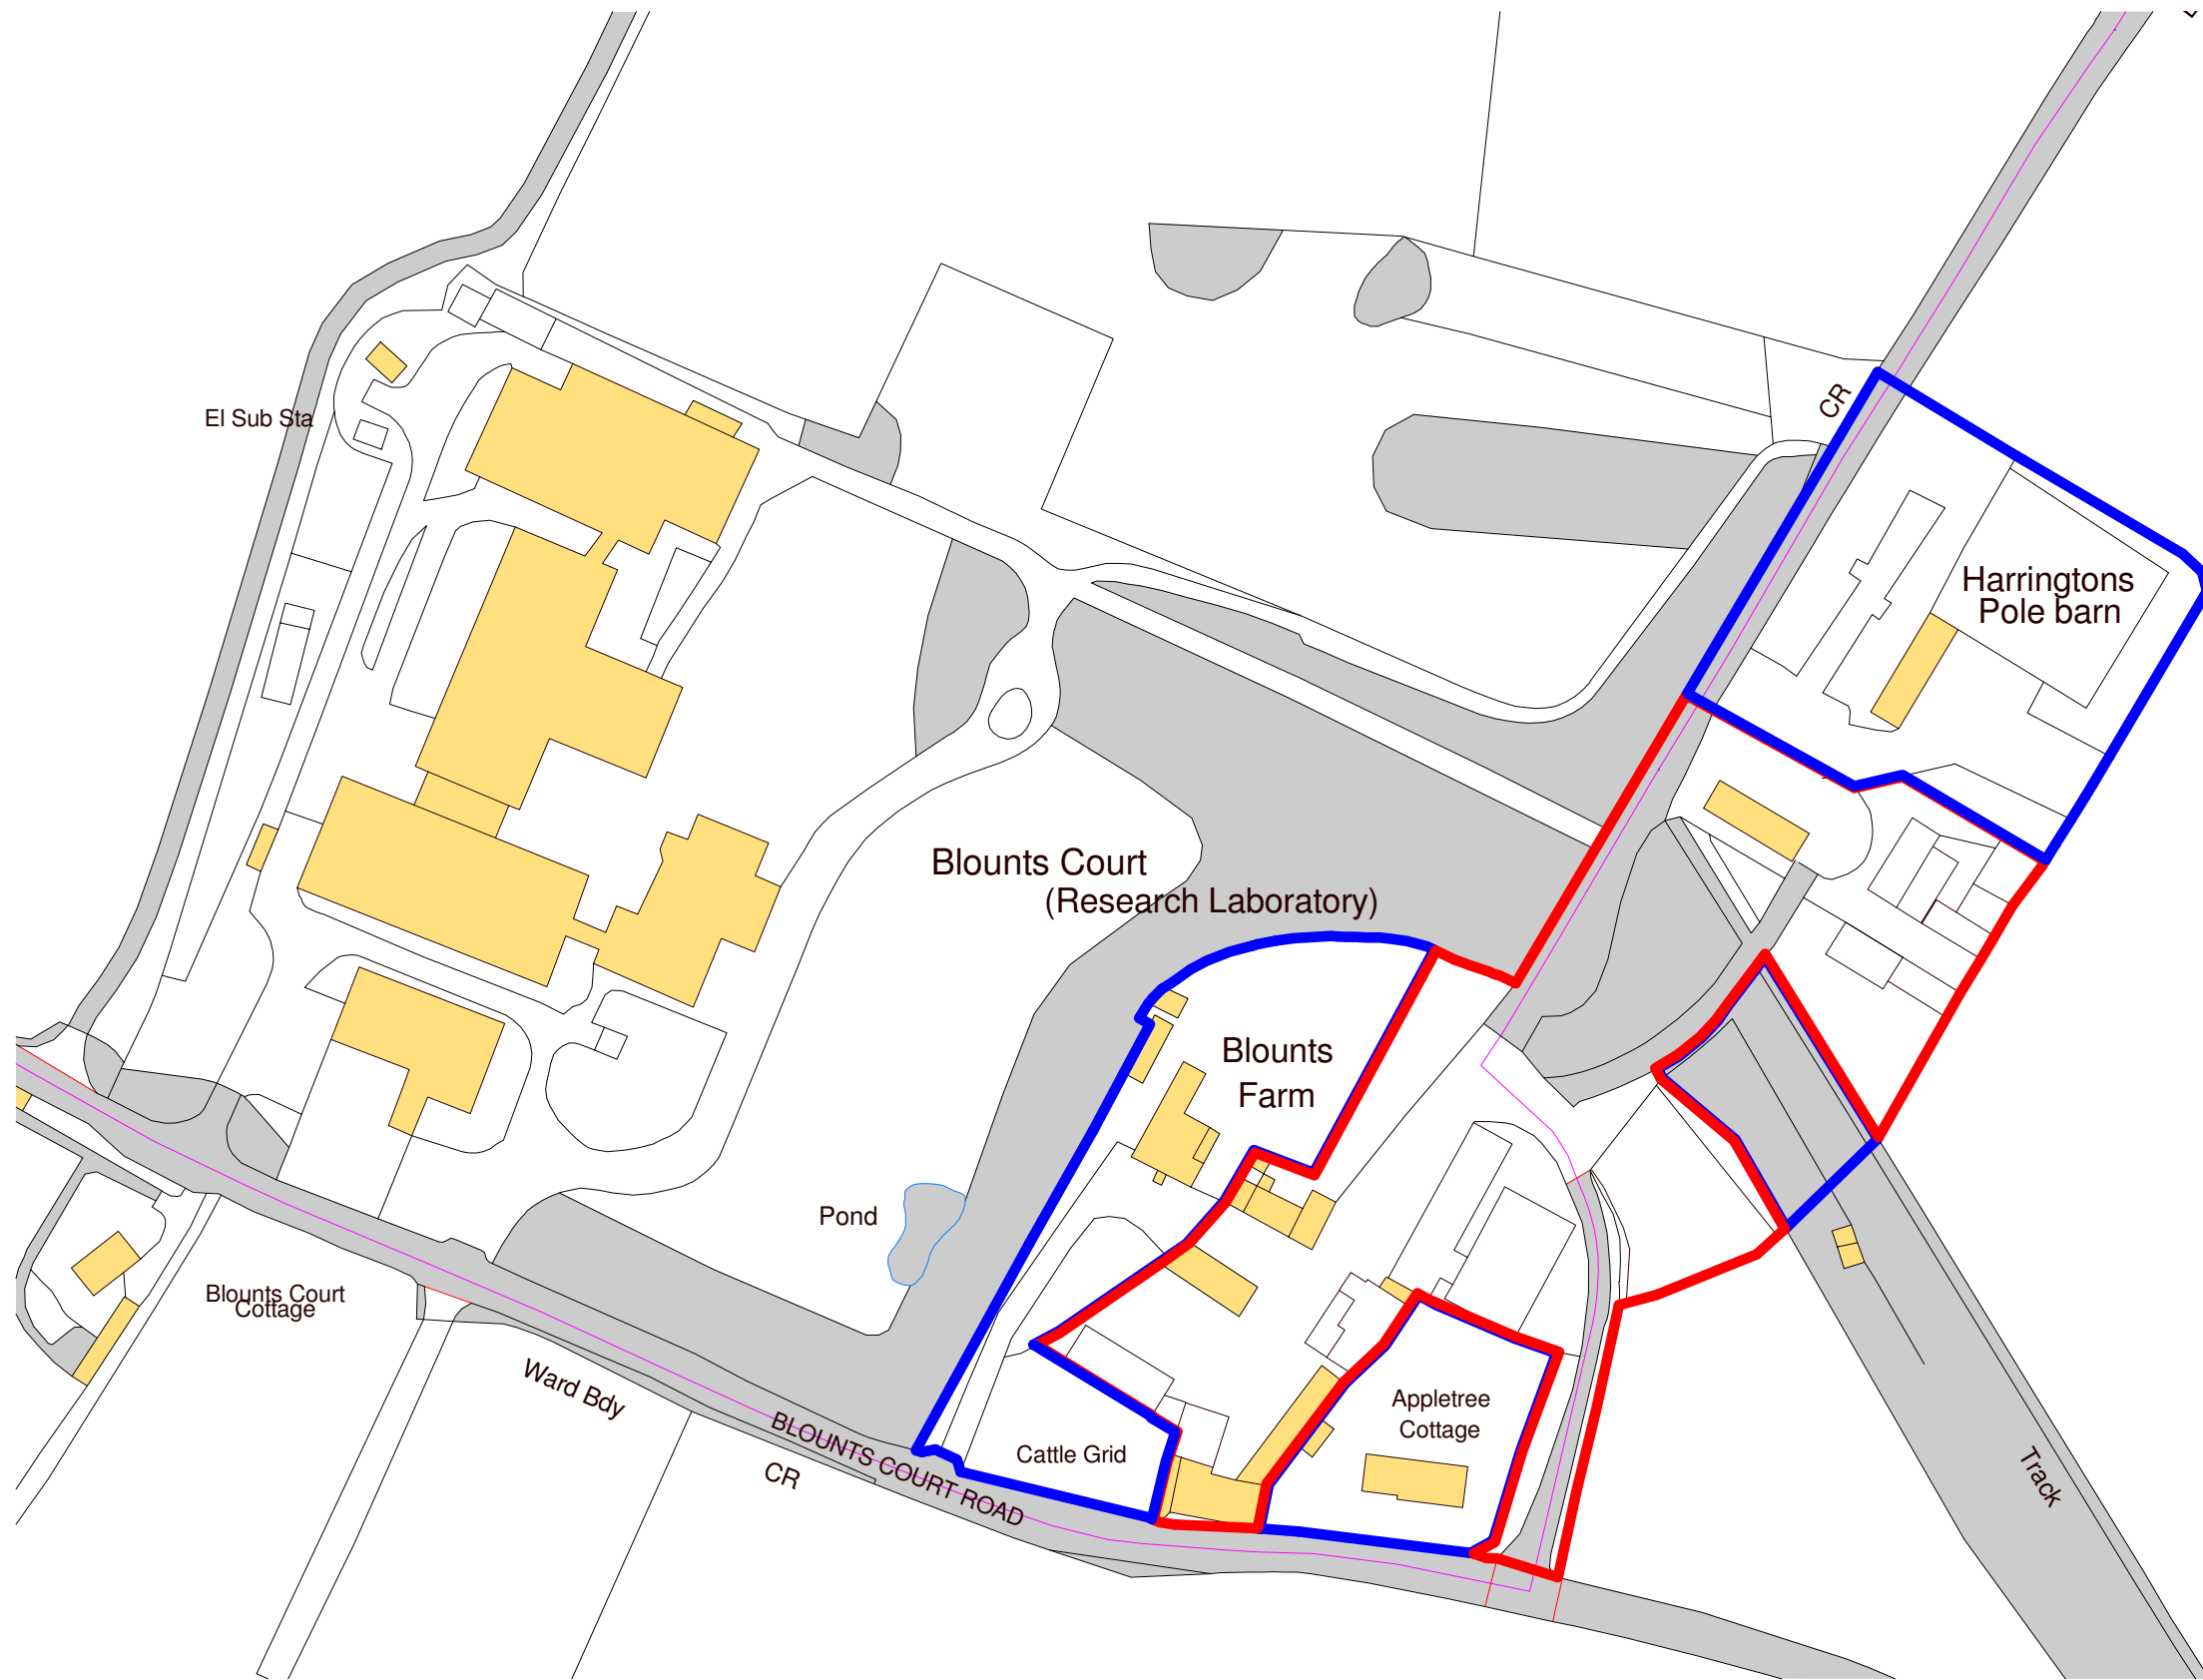 CR
El Sub Sta
Harringtons
Pole barn
Blounts Court
(Research Laboratory)
Blounts
Farm
Pond
Blounts Court
Cottage
Ward Bdy
Appletree
Cottage
BLOUNTS COURT ROAD
Cattle Grid
CR
Track